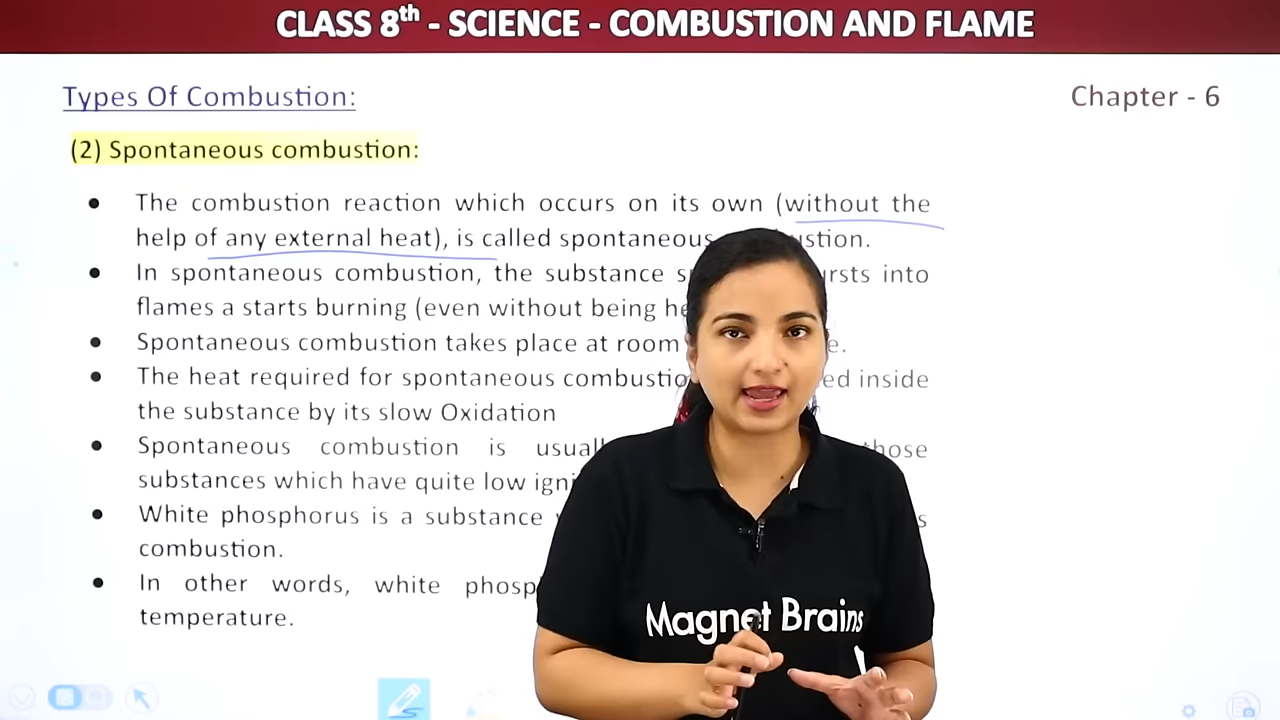 CLASS 8th - SCIENCE - COMBUSTION AND FLAME
Types Of Combustion:
Chapter - 6
(2) Spontaneous combustion:
● The combustion reaction which occurs on its own (without the
help of any external heat), is called spontaneous
● In spontaneous combustion, the substance into
flames a starts burning (even without being
● Spontaneous combustion takes place at room
● The heat required for spontaneous inside
the substance by its slow Oxidation
● Spontaneous combustion is those
substances which have quite low
● White phosphorus is a substance
combustion.
● In other words, white
temperature.
Magnet Brains